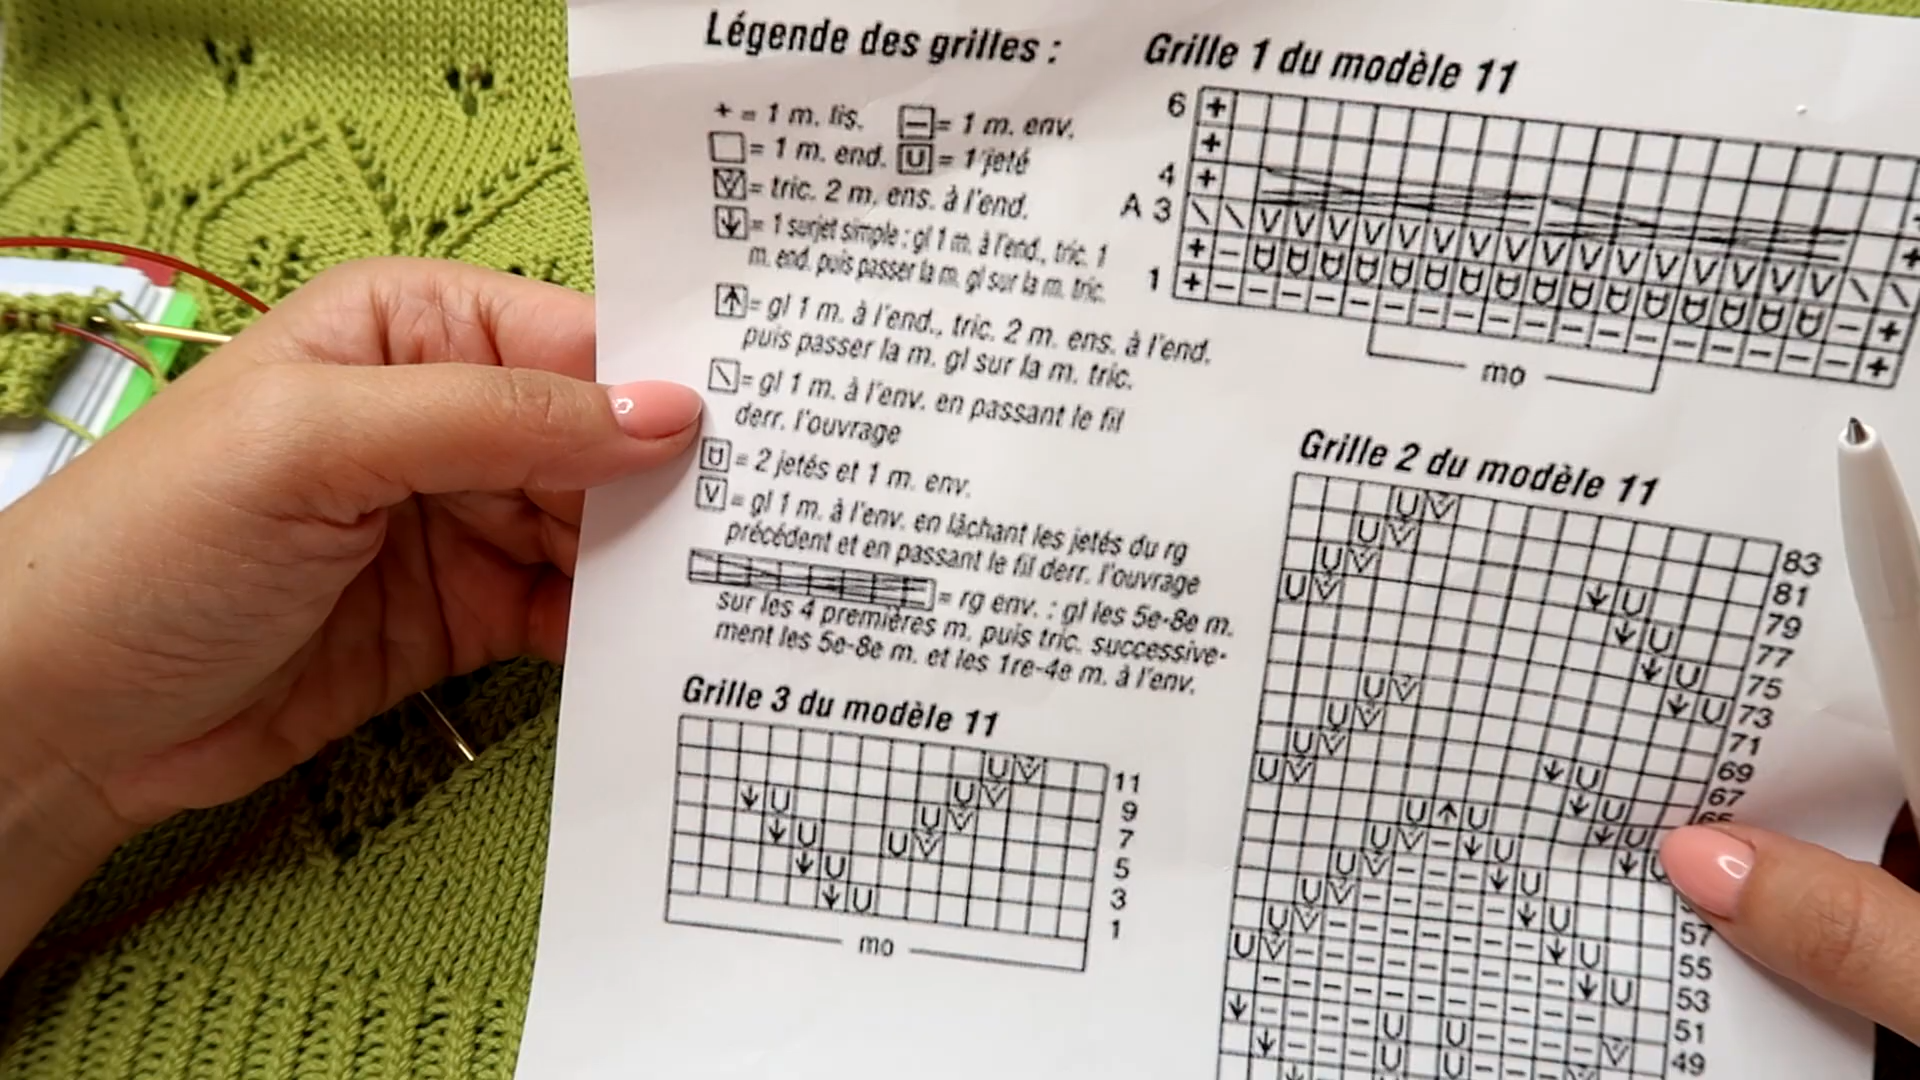 Légende des grilles :
+ = 1 m. lis. − = 1 m. env.
= 1 m. end. U = 1 jeté
V = tric. 2 m. ens. à l'end.
↓ = 1 surjet simple : gl 1 m. à l'end., tric. 1
m. end. puis passer la m. gl sur la m. tric.
↑ = gl 1 m. à l'end., tric. 2 m. ens. à l'end.
puis passer la m. gl sur la m. tric.
\ = gl 1 m. à l'env. en passant le fil
derr. l'ouvrage
U = 2 jetés et 1 m. env.
V = gl 1 m. à l'env. en lâchant les jetés du rg
précédent et en passant le fil derr. l'ouvrage
= rg env. : gl les 5e-8e m.
sur les 4 premières m. puis tric. successive-
ment les 5e-8e m. et les 1re-4e m. à l'env.
Grille 3 du modèle 11
11
9
7
5
3
1
mo
Grille 1 du modèle 11
6
4
A 3
1
mo
Grille 2 du modèle 11
83
81
79
77
75
73
71
69
67
57
55
53
51
49